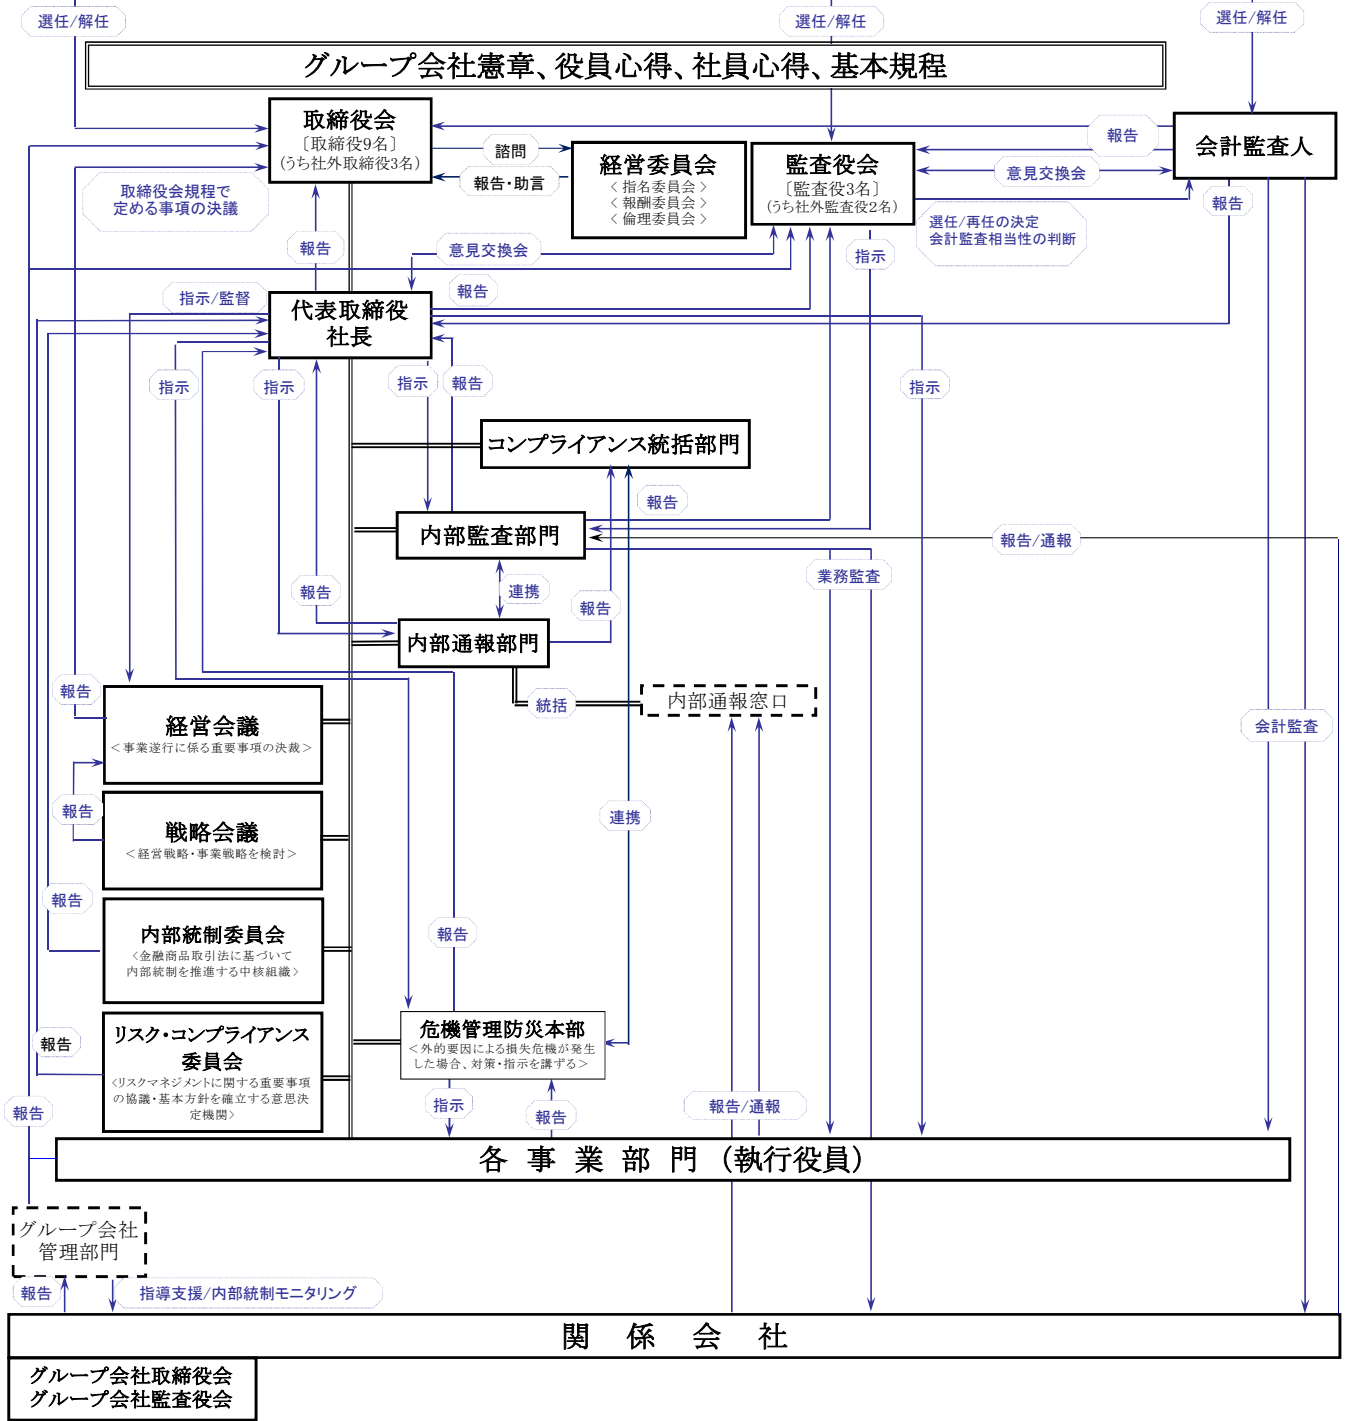 選任/解任
選任/解任
選任/解任
グループ会社憲章、役員心得、社員心得、基本規程
取締役会
〔取締役9名〕
(うち社外取締役3名)
諮問
報告・助言
経営委員会
＜指名委員会＞
＜報酬委員会＞
＜倫理委員会＞
監査役会
〔監査役3名〕
(うち社外監査役2名)
報告
意見交換会
会計監査人
取締役会規程で
定める事項の決議
報告
選任/再任の決定
会計監査相当性の判断
報告
意見交換会
指示
指示/監督
報告
代表取締役
社長
指示
指示
指示
報告
指示
コンプライアンス統括部門
報告
内部監査部門
報告/通報
業務監査
連携
報告
報告
内部通報部門
統括
内部通報窓口
報告
経営会議
＜事業遂行に係る重要事項の決裁＞
会計監査
報告
戦略会議
＜経営戦略・事業戦略を検討＞
連携
報告
内部統制委員会
＜金融商品取引法に基づいて
内部統制を推進する中核組織＞
報告
報告
リスク・コンプライアンス
委員会
＜リスクマネジメントに関する重要事項
の協議・基本方針を確立する意思決
定機関＞
危機管理防災本部
＜外的要因による損失危機が発生
した場合、対策・指示を講ずる＞
報告
指示
報告
報告/通報
各事業部門（執行役員）
グループ会社
管理部門
報告
指導支援/内部統制モニタリング
関係会社
グループ会社取締役会
グループ会社監査役会